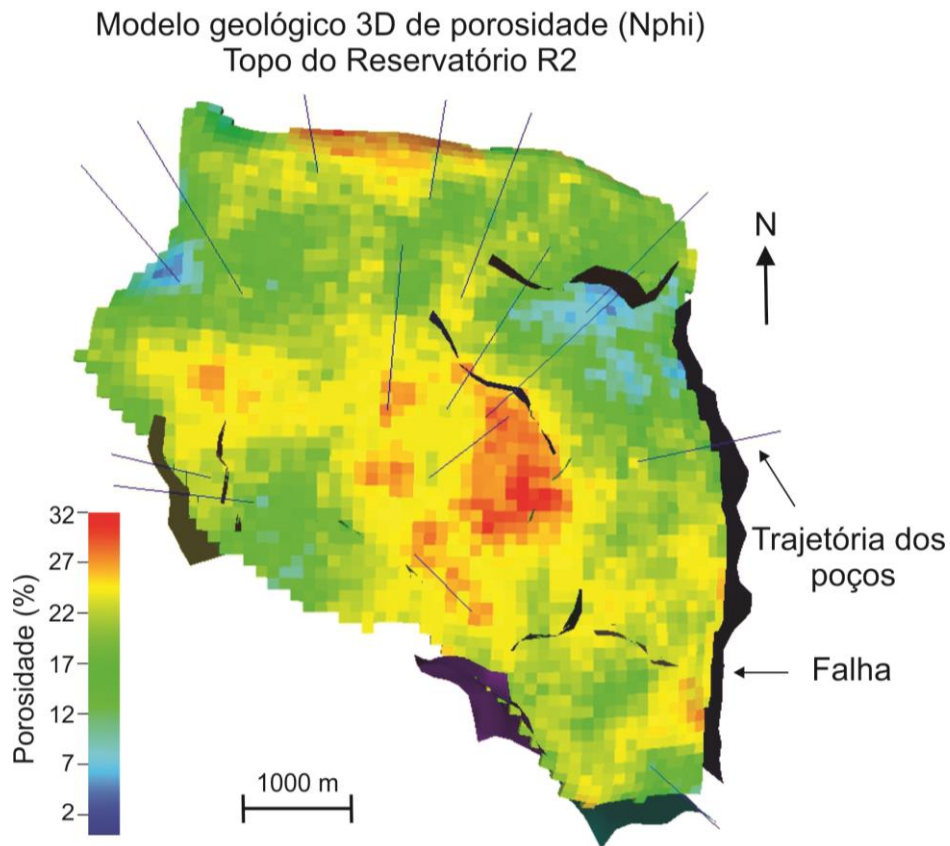 Modelo geológico 3D de porosidade (Nphi)
Topo do Reservatório R2
N
Trajetória dos
poços
Falha
Porosidade (%)
32
27
22
17
12
7
2
1000 m